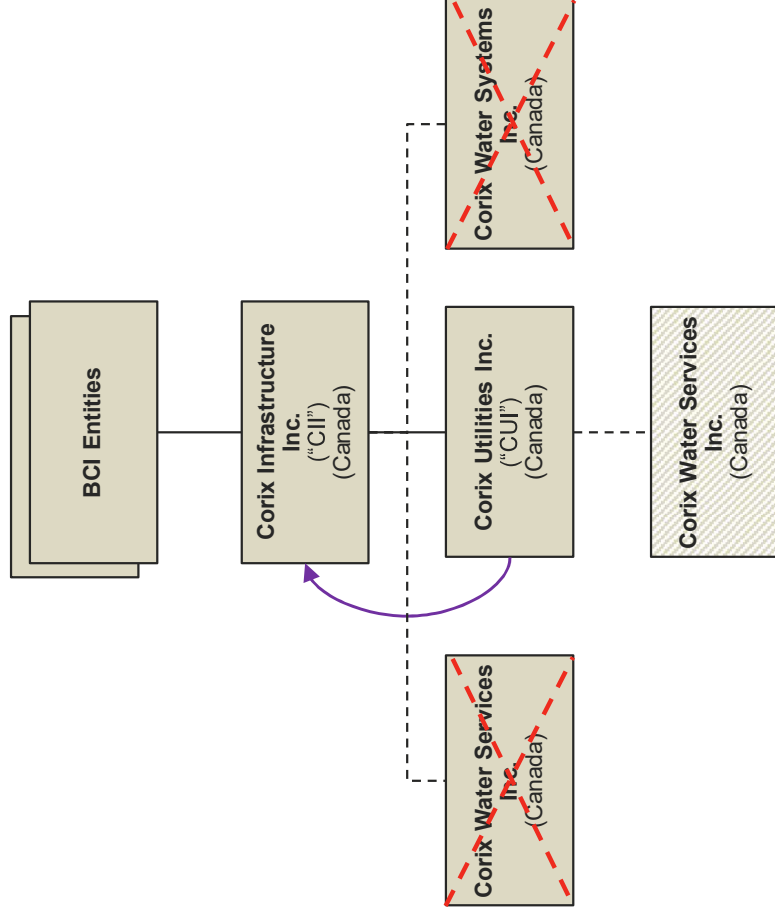 BCI Entities
Corix Infrastructure
Inc.
(“CII”)
(Canada)
Corix Water Services
Inc.
(Canada)
Corix Utilities Inc.
(“CUI”)
(Canada)
Corix Water Systems
Inc.
(Canada)
Corix Water Services
Inc.
(Canada)